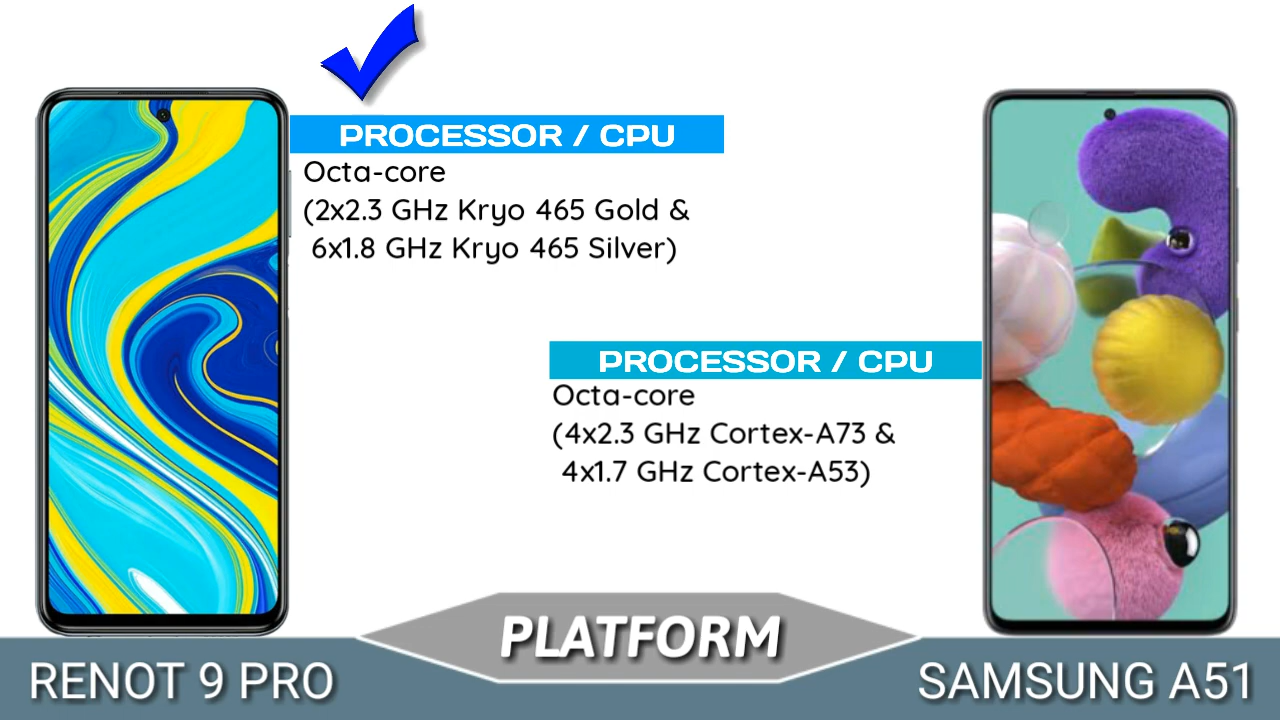 PROCESSOR / CPU
Octa-core
(2x2.3 GHz Kryo 465 Gold &
6x1.8 GHz Kryo 465 Silver)
PROCESSOR / CPU
Octa-core
(4x2.3 GHz Cortex-A73 &
4x1.7 GHz Cortex-A53)
PLATFORM
RENOT 9 PRO
SAMSUNG A51